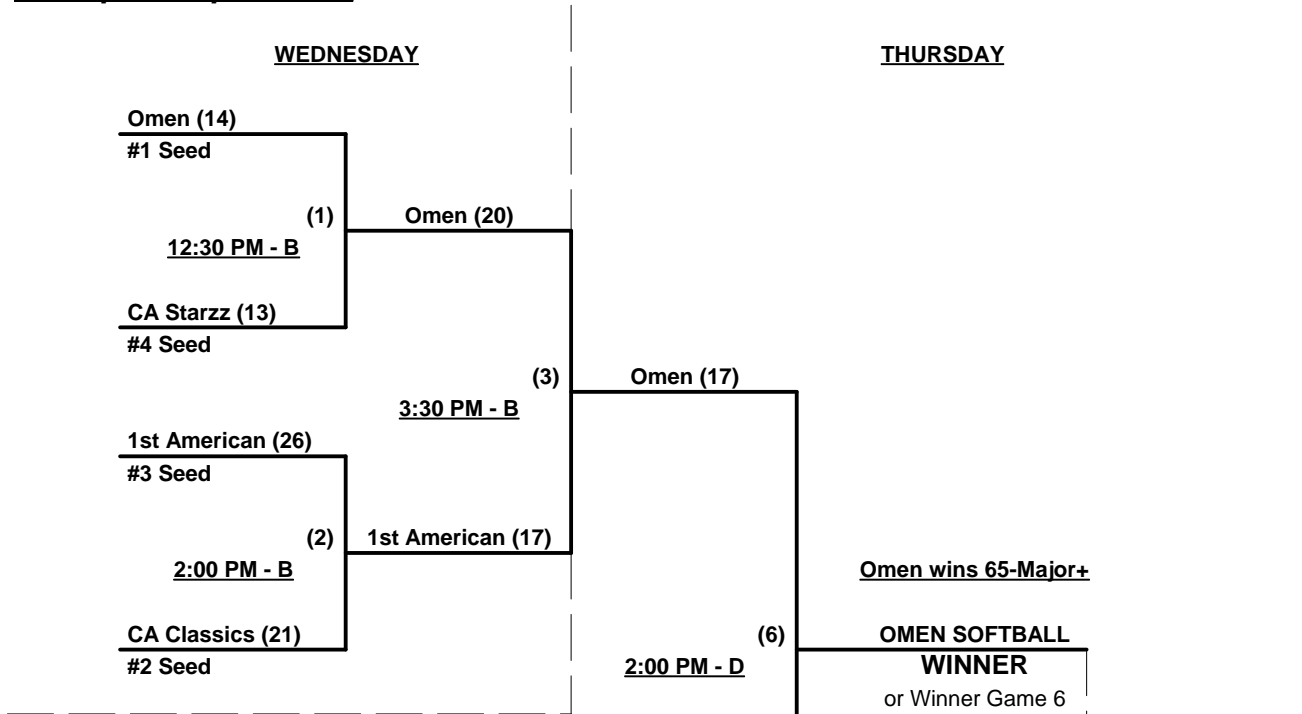 WEDNESDAY
THURSDAY
Omen (14)
#1 Seed
(1)
Omen (20)
12:30 PM - B
CA Starzz (13)
#4 Seed
(3)
Omen (17)
3:30 PM - B
1st American (26)
#3 Seed
(2)
1st American (17)
2:00 PM - B
Omen wins 65-Major+
CA Classics (21)
(6)
OMEN SOFTBALL
#2 Seed
2:00 PM - D
WINNER
or Winner Game 6